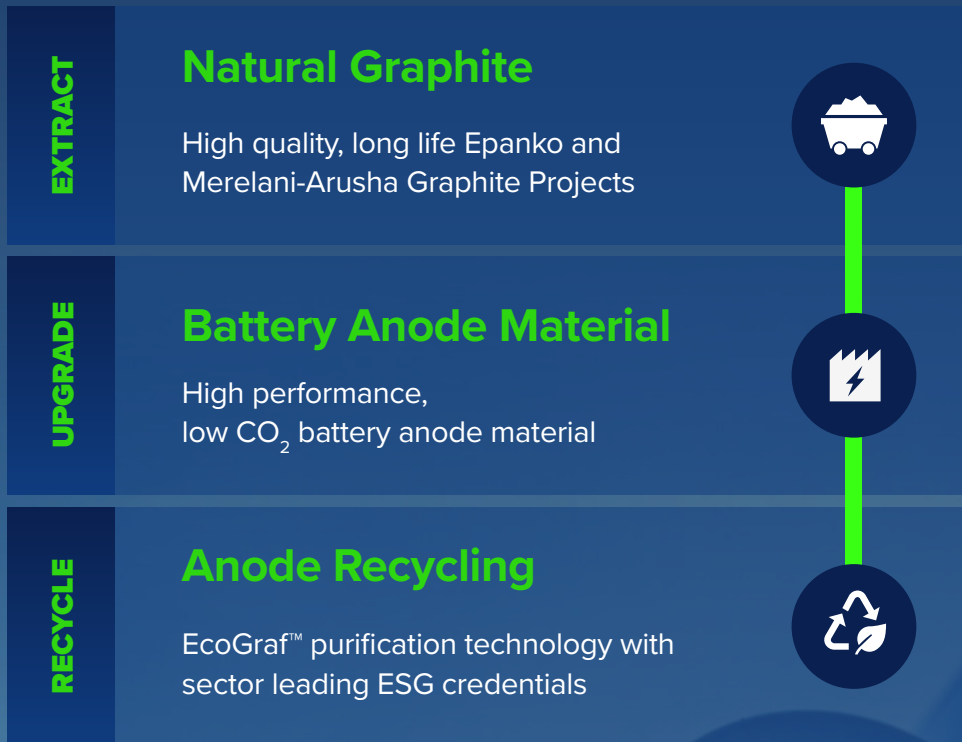 EXTRACT
Natural Graphite
High quality, long life Epanko and
Merelani-Arusha Graphite Projects
UPGRADE
Battery Anode Material
High performance,
low CO₂ battery anode material
RECYCLE
Anode Recycling
EcoGraf™ purification technology with
sector leading ESG credentials